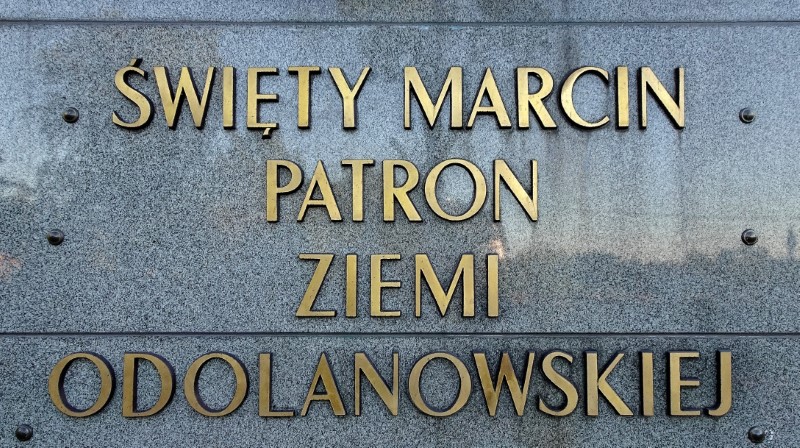 ŚWIĘTY MARCIN
PATRON
ZIEMI
ODOLANOWSKIEJ